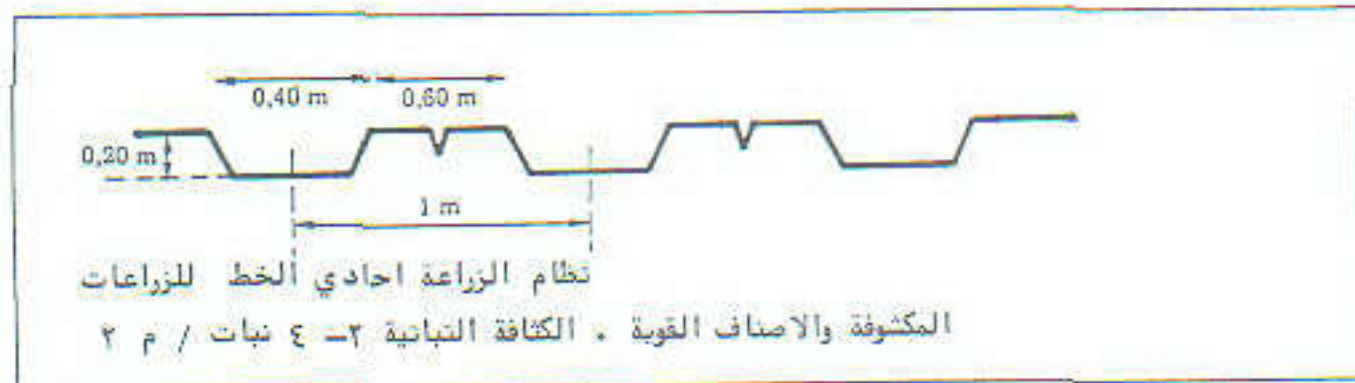 0,40 m 0,60 m
0,20 m
1 m
نظام الزراعة احادي الخط للزراعات
المكشوفة والاصناف القوية . الكثافة النباتية ٢– ٤ نبات / م ٢